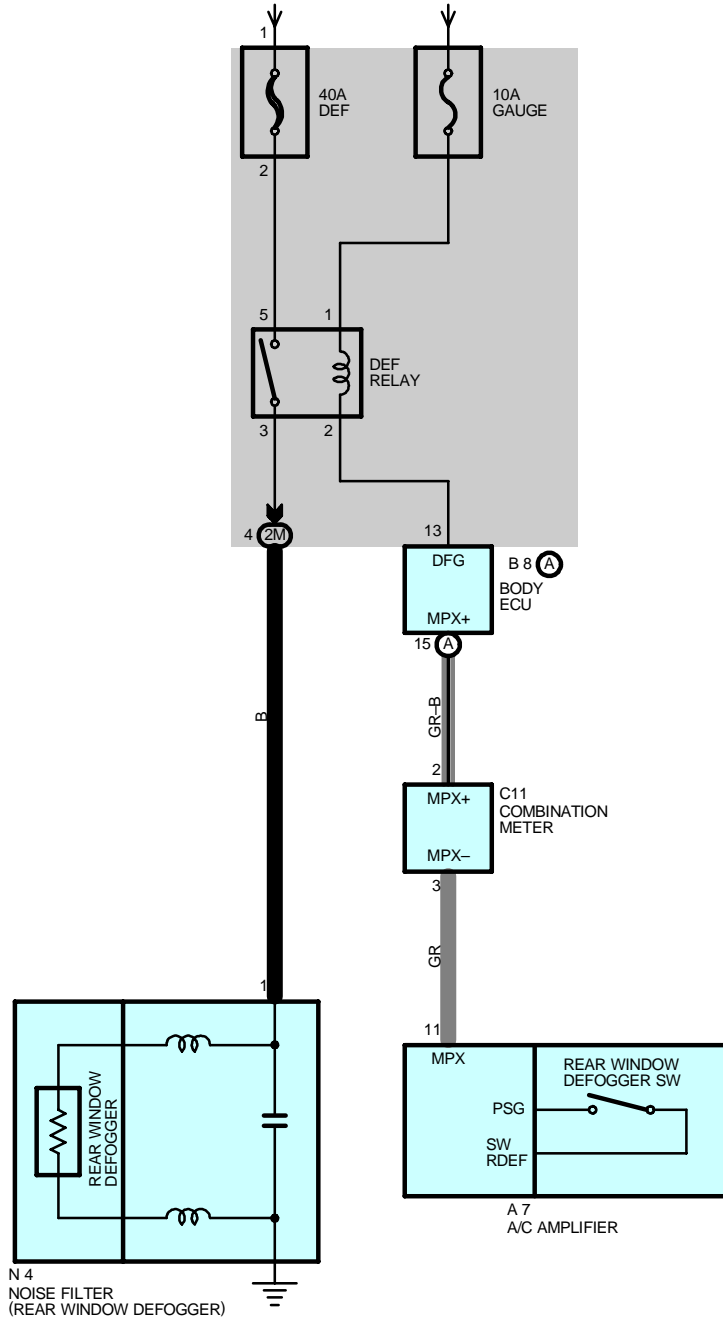 1
40A
DEF
10A
GAUGE
2
5
1
DEF
RELAY
3
2
4 2M
13
DFG
B 8 A
BODY
ECU
MPX+
15 A
B
GR–B
2
MPX+
C11
COMBINATION
METER
MPX–
3
GR
1
11
MPX
REAR WINDOW
DEFOGGER SW
PSG
SW
RDEF
REAR WINDOW
DEFOGGER
A 7
A/C AMPLIFIER
N 4
NOISE FILTER
(REAR WINDOW DEFOGGER)